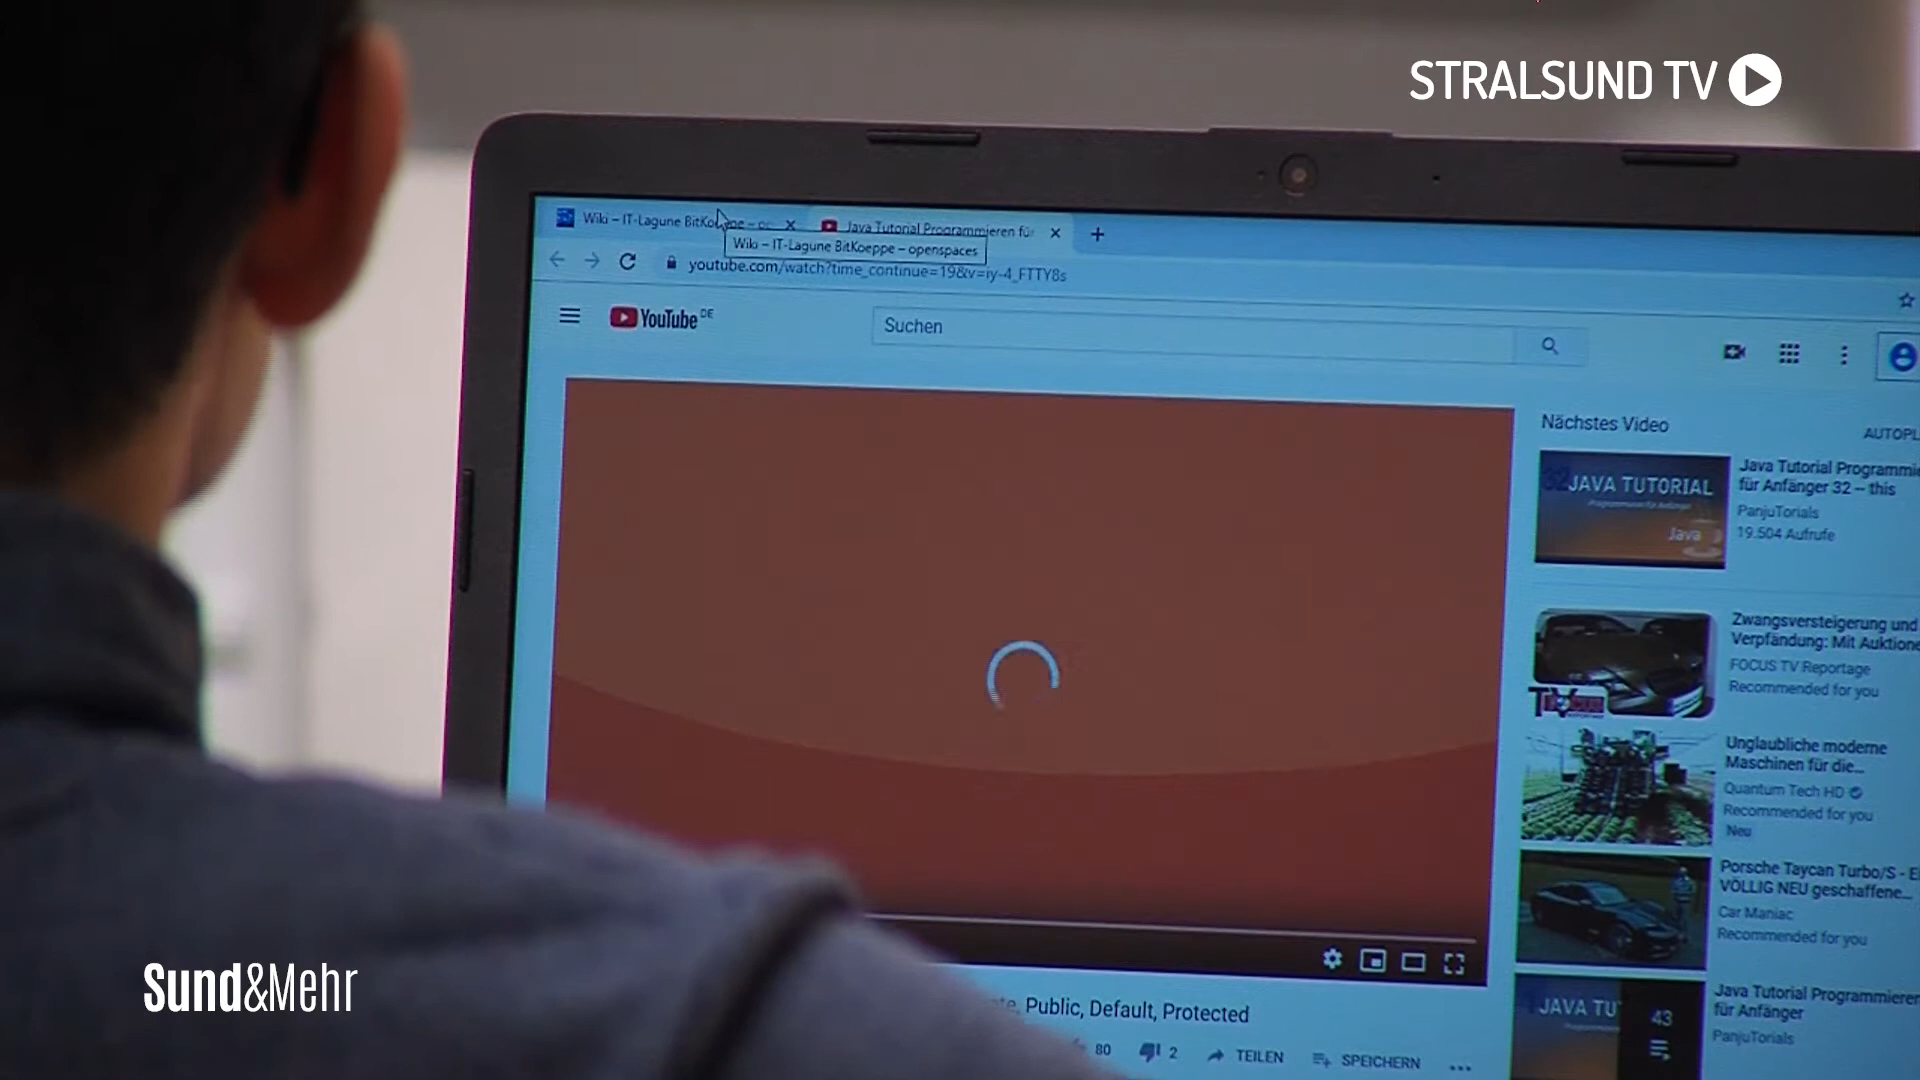 STRALSUND TV
Wiki – IT-Lagune BitKoeppe – o
Java Tutorial Programmieren für
Wiki – IT-Lagune BitKoeppe – openspaces
youtube.com/watch?time_continue=19&v=iy-4_FTTY8s
YouTube DE
Suchen
Nächstes Video
AUTOPL
32 JAVA TUTORIAL
Java
Java Tutorial Programmie
für Anfänger 32 – this
PanjuTorials
19.504 Aufrufe
Zwangsversteigerung und
Verpfändung: Mit Auktione
FOCUS TV Reportage
Recommended for you
Unglaubliche moderne
Maschinen für die...
Quantum Tech HD
Recommended for you
Neu
Porsche Taycan Turbo/S - E
VÖLLIG NEU geschaffene...
Car Maniac
Recommended for you
JAVA TU
43
Java Tutorial Programmieren
für Anfänger
PanjuTorials
Public, Default, Protected
80
2
TEILEN
SPEICHERN
Sund&Mehr